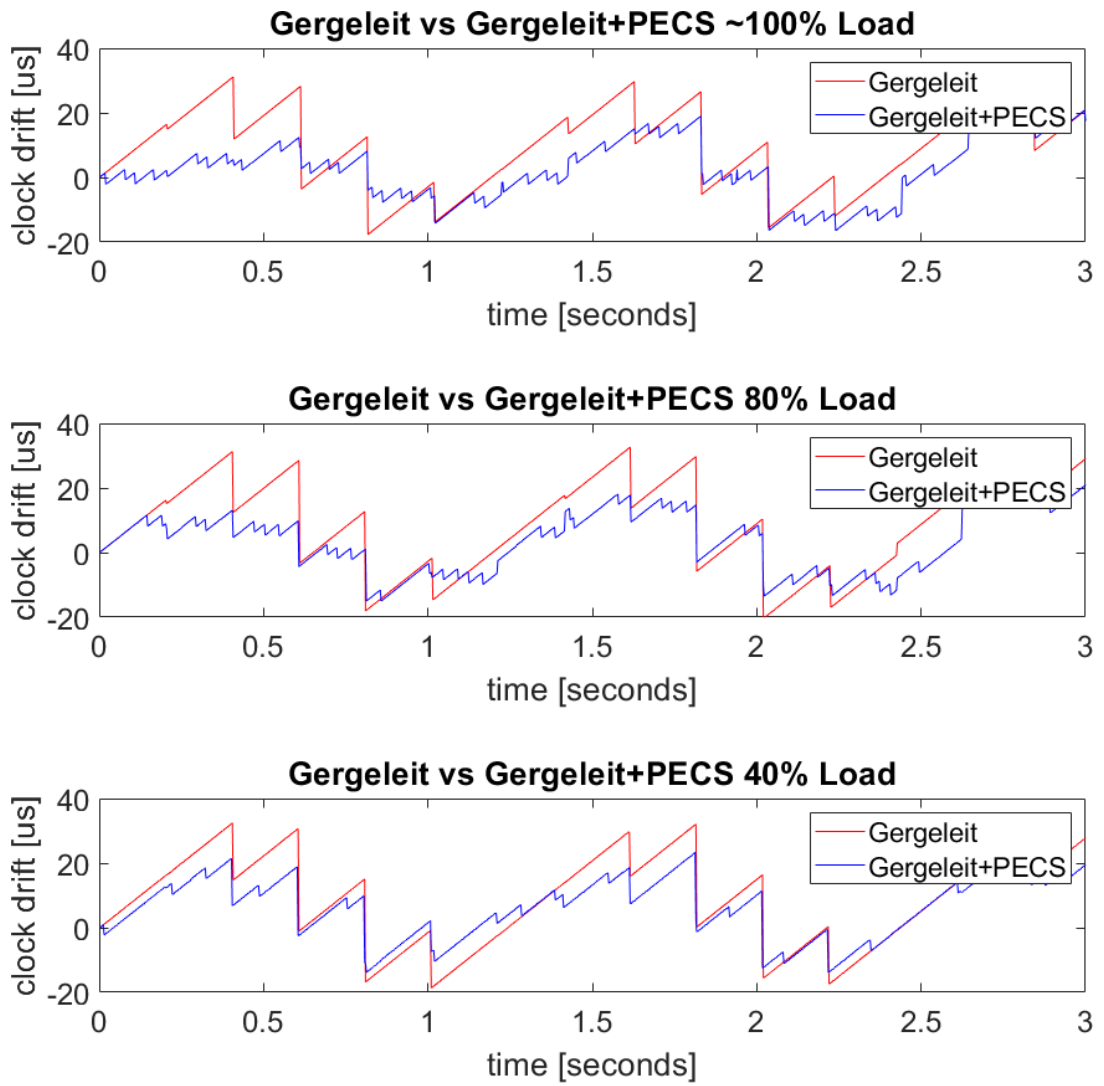 Gergeleit vs Gergeleit+PECS ~100% Load
clock drift [us]
40
20
0
-20
Gergeleit
Gergeleit+PECS
0 0.5 1 1.5 2 2.5 3
time [seconds]
Gergeleit vs Gergeleit+PECS 80% Load
clock drift [us]
40
20
0
-20
Gergeleit
Gergeleit+PECS
0 0.5 1 1.5 2 2.5 3
time [seconds]
Gergeleit vs Gergeleit+PECS 40% Load
clock drift [us]
40
20
0
-20
Gergeleit
Gergeleit+PECS
0 0.5 1 1.5 2 2.5 3
time [seconds]